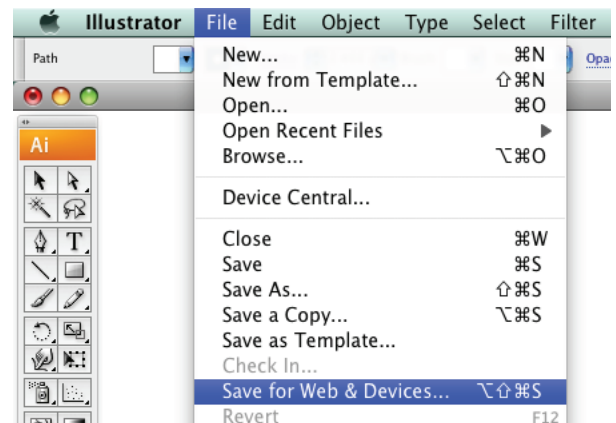 Illustrator File Edit Object Type Select Filter
Path
New... ⌘N
New from Template... ⇧⌘N
Open... ⌘O
Open Recent Files ▶
Browse... ⌥⌘O
Device Central...
Close ⌘W
Save ⌘S
Save As... ⇧⌘S
Save a Copy... ⌥⌘S
Save as Template...
Check In...
Save for Web & Devices... ⌥⇧⌘S
Revert F12
Opa
Ai
T